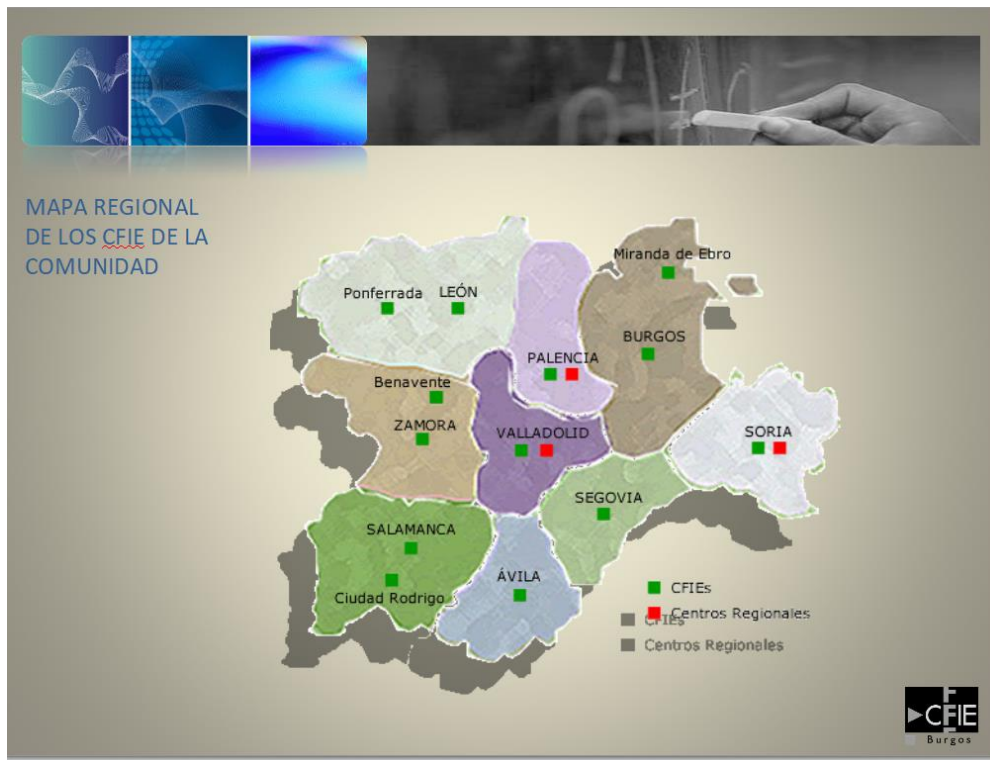 MAPA REGIONAL
DE LOS CFIE DE LA
COMUNIDAD
Miranda de Ebro
Ponferrada
LEÓN
BURGOS
PALENCIA
Benavente
ZAMORA
VALLADOLID
SORIA
SEGOVIA
SALAMANCA
ÁVILA
Ciudad Rodrigo
CFIEs
Centros Regionales
CFIEs
Centros Regionales
CFIE
Burgos